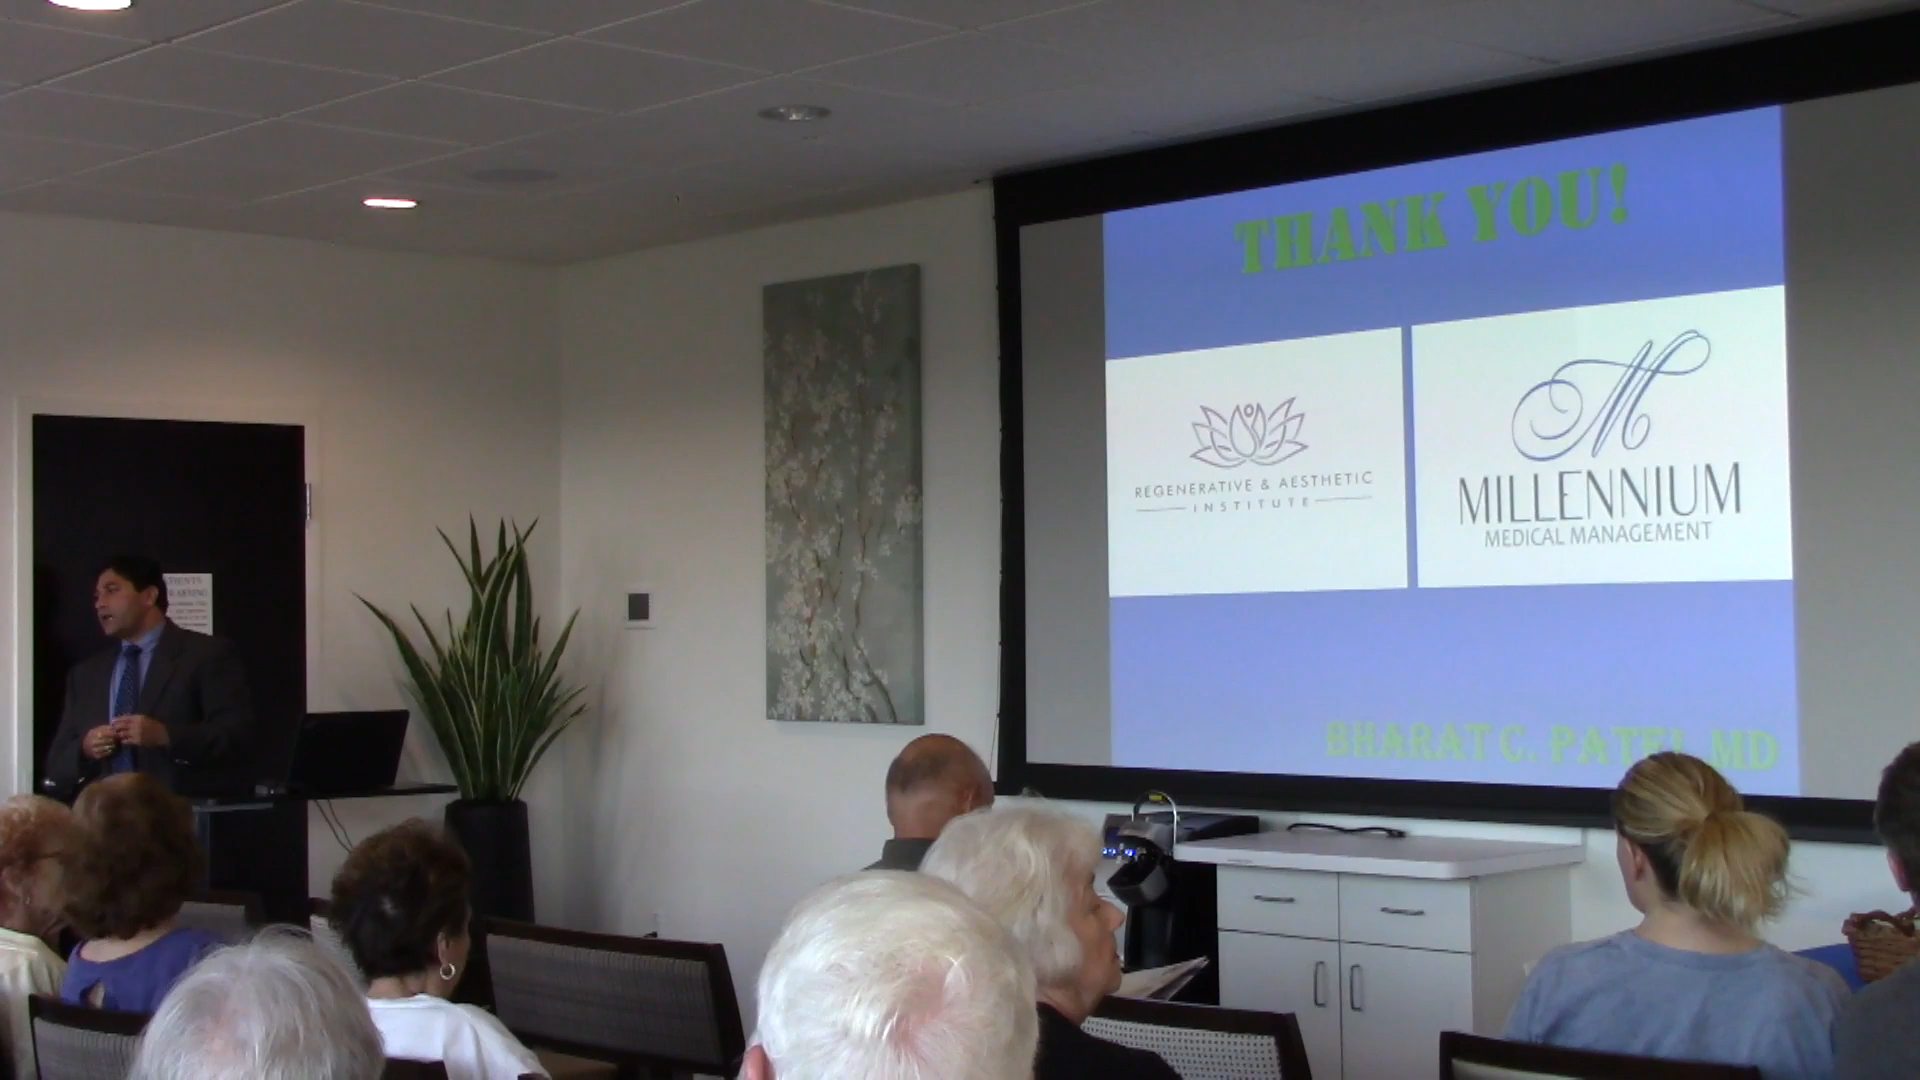 THANK YOU!
REGENERATIVE & AESTHETIC
INSTITUTE
MILLENNIUM
MEDICAL MANAGEMENT
BHARAT C. PATEL MD